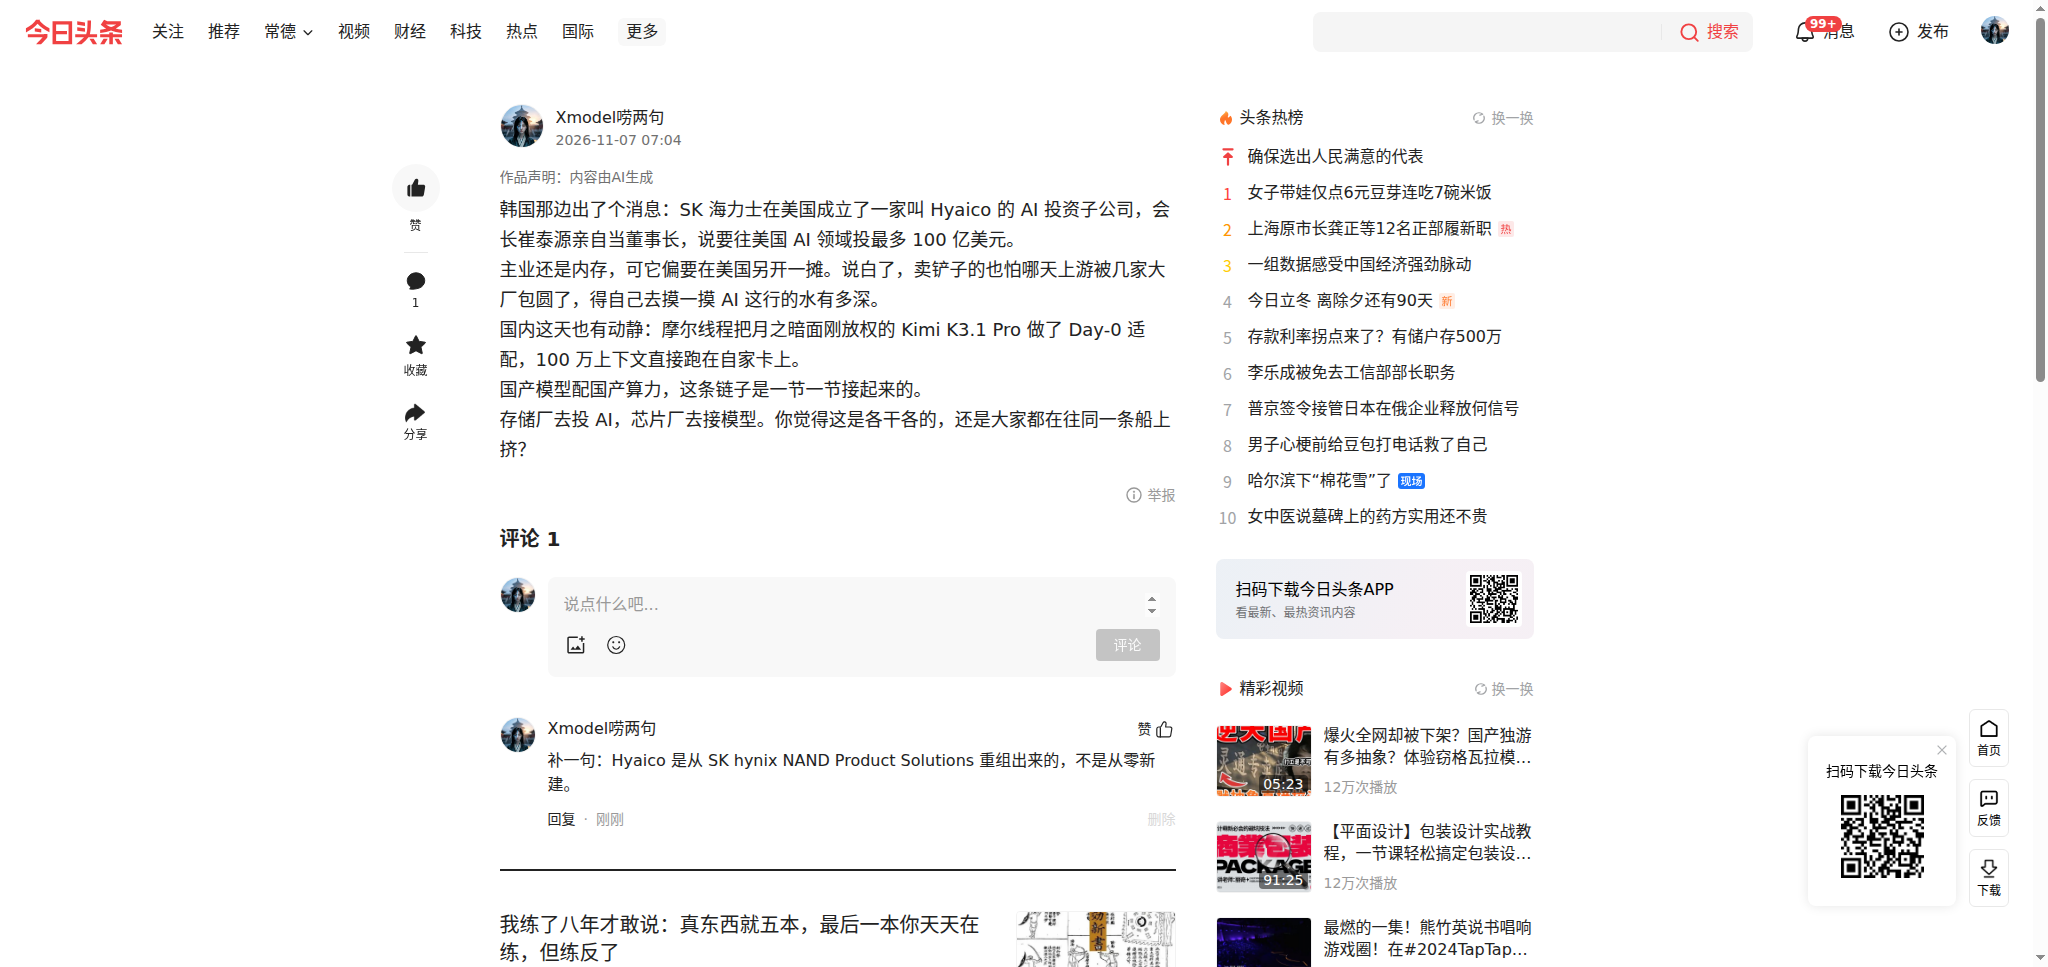 今日头条
关注
推荐
常德
视频
财经
科技
热点
国际
更多
搜索
99+
消息
发布
Xmodel唠两句
2026-11-07 07:04
作品声明：内容由AI生成
韩国那边出了个消息：SK 海力士在美国成立了一家叫 Hyaico 的 AI 投资子公司，会
长崔泰源亲自当董事长，说要往美国 AI 领域投最多 100 亿美元。
主业还是内存，可它偏要在美国另开一摊。说白了，卖铲子的也怕哪天上游被几家大
厂包圆了，得自己去摸一摸 AI 这行的水有多深。
国内这天也有动静：摩尔线程把月之暗面刚放权的 Kimi K3.1 Pro 做了 Day-0 适
配，100 万上下文直接跑在自家卡上。
国产模型配国产算力，这条链子是一节一节接起来的。
存储厂去投 AI，芯片厂去接模型。你觉得这是各干各的，还是大家都在往同一条船上
挤？
举报
赞
1
收藏
分享
评论 1
说点什么吧...
评论
Xmodel唠两句
赞
补一句：Hyaico 是从 SK hynix NAND Product Solutions 重组出来的，不是从零新
建。
回复 · 刚刚
删除
我练了八年才敢说：真东西就五本，最后一本你天天在
练，但练反了
头条热榜
换一换
确保选出人民满意的代表
1 女子带娃仅点6元豆芽连吃7碗米饭
2 上海原市长龚正等12名正部履新职 热
3 一组数据感受中国经济强劲脉动
4 今日立冬 离除夕还有90天 新
5 存款利率拐点来了？有储户存500万
6 李乐成被免去工信部部长职务
7 普京签令接管日本在俄企业释放何信号
8 男子心梗前给豆包打电话救了自己
9 哈尔滨下“棉花雪”了 现场
10 女中医说墓碑上的药方实用还不贵
扫码下载今日头条APP
看最新、最热资讯内容
精彩视频
换一换
05:23
爆火全网却被下架？国产独游
有多抽象？体验窃格瓦拉模...
12万次播放
商業包装
PACKAGE
91:25
【平面设计】包装设计实战教
程，一节课轻松搞定包装设...
12万次播放
最燃的一集！熊竹英说书唱响
游戏圈！在#2024TapTap...
扫码下载今日头条
首页
反馈
下载